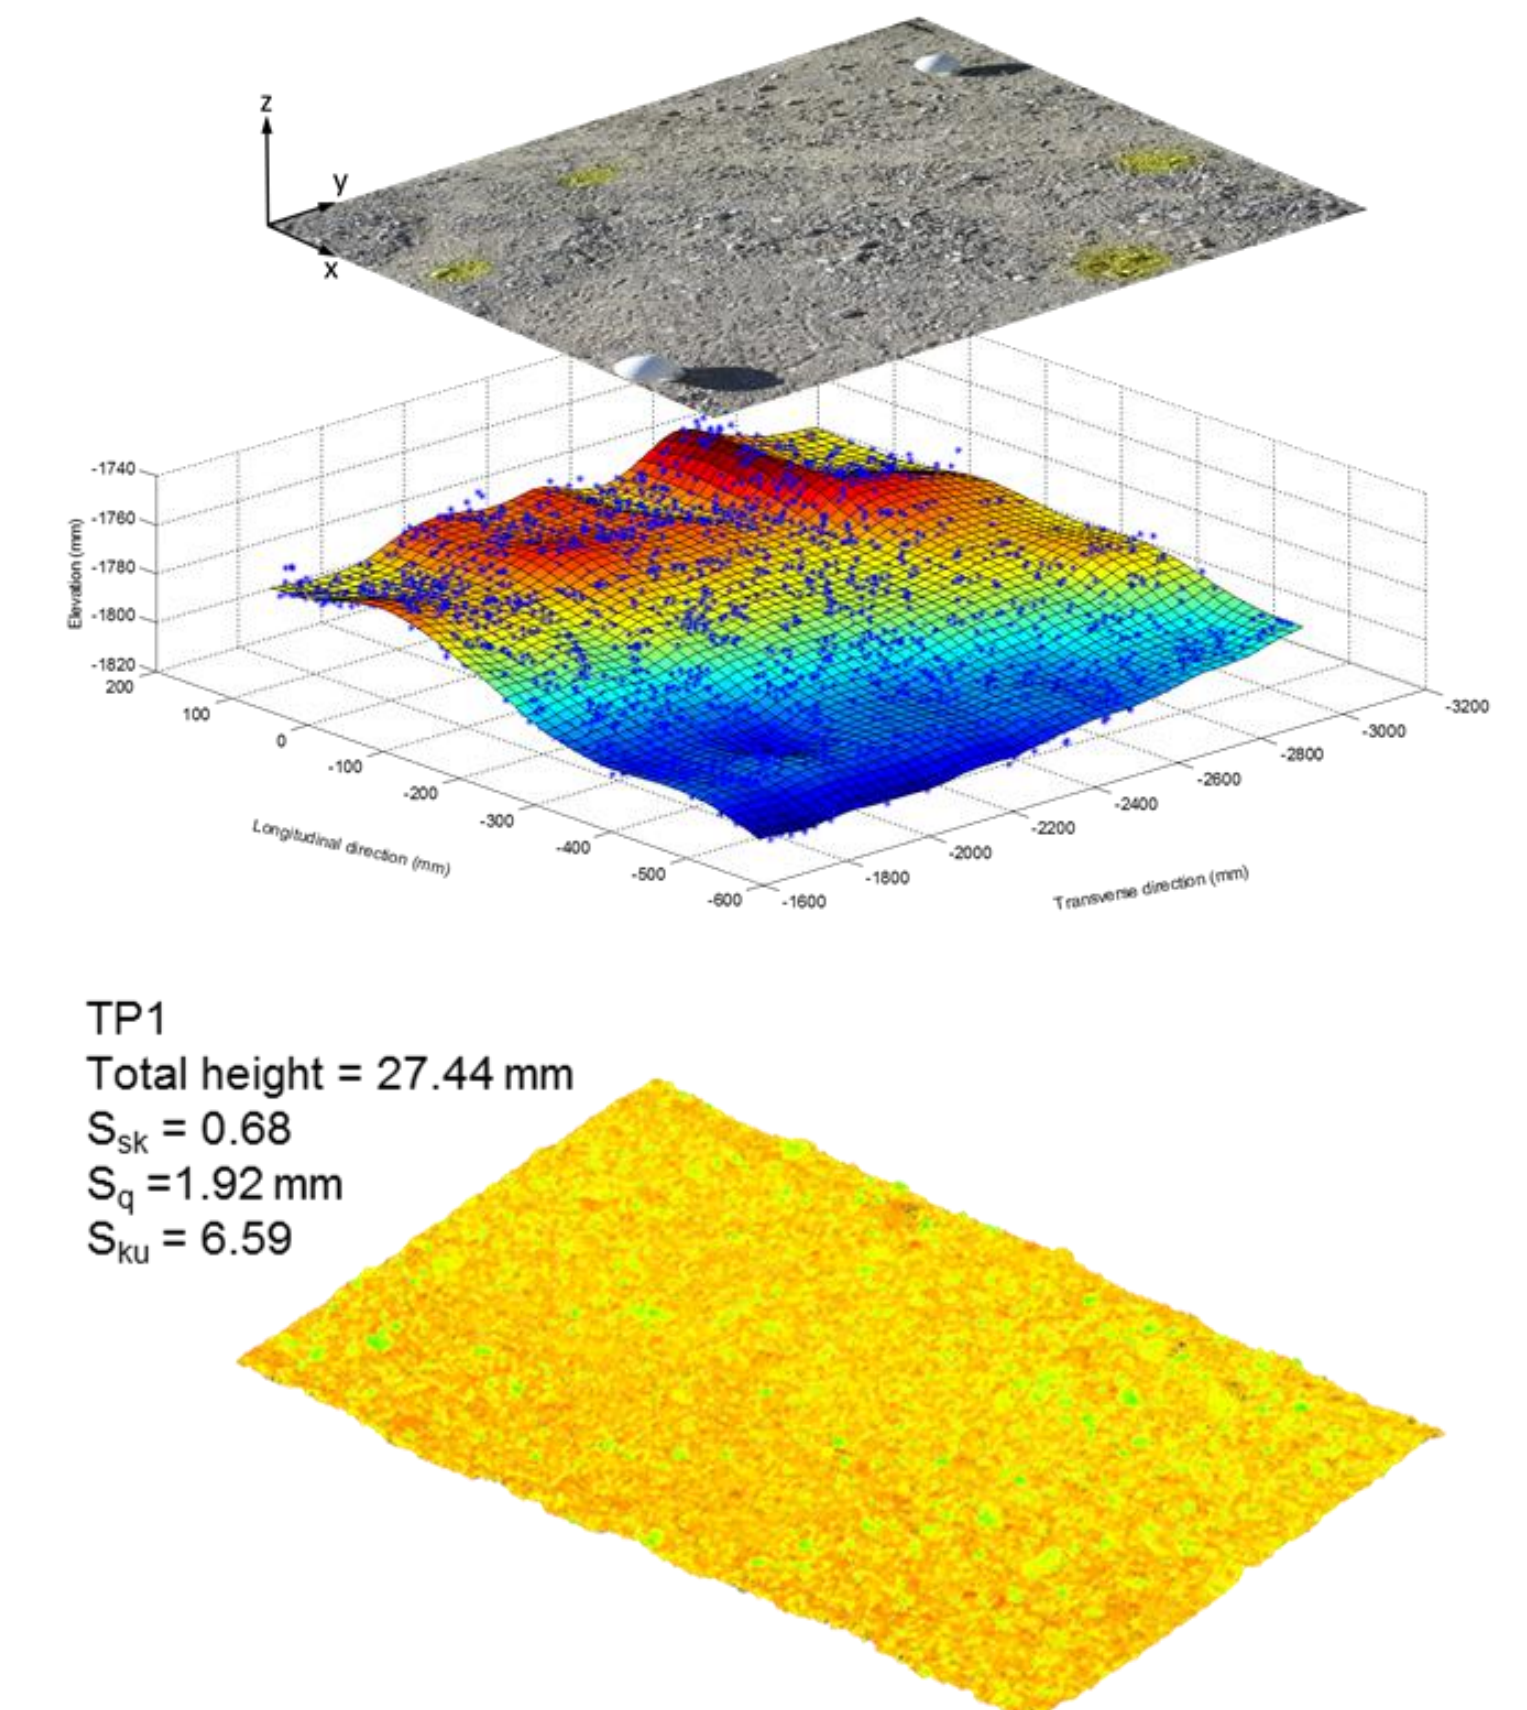 z
y
x
-1740
-1760
-1780
-1800
-1820
Elevation (mm)
200
100
0
-100
-200
-300
-400
-500
-600
Longitudinal direction (mm)
-1600
-1800
-2000
-2200
-2400
-2600
-2800
-3000
-3200
Transverse direction (mm)
TP1
Total height = 27.44 mm
Ssk = 0.68
Sq =1.92 mm
Sku = 6.59